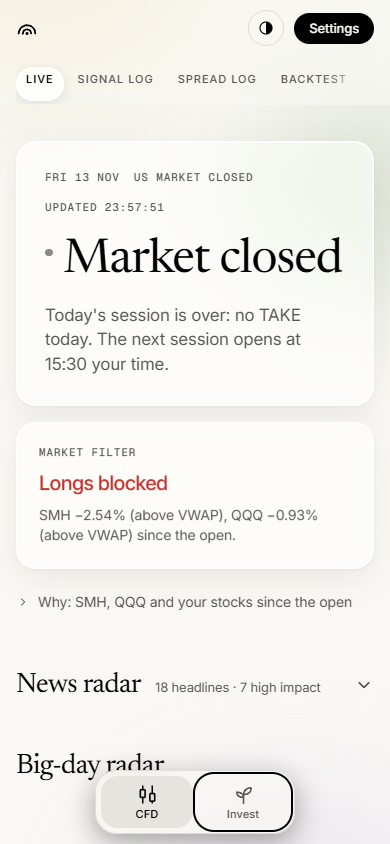 Settings
LIVE SIGNAL LOG SPREAD LOG BACKTEST
FRI 13 NOV US MARKET CLOSED
UPDATED 23:57:51
Market closed
Today's session is over: no TAKE
today. The next session opens at
15:30 your time.
MARKET FILTER
Longs blocked
SMH −2.54% (above VWAP), QQQ −0.93%
(above VWAP) since the open.
Why: SMH, QQQ and your stocks since the open
News radar 18 headlines · 7 high impact
Big-day radar
CFD Invest